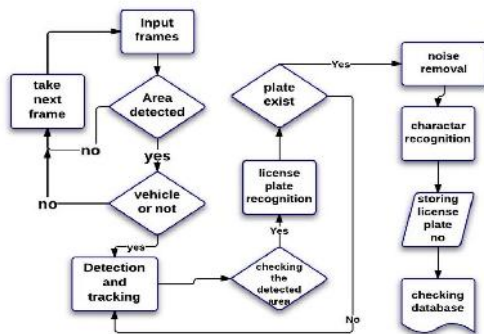 Input
frames
take
next
frame
Area
detected
no
yes
no
vehicle
or not
yes
Detection
and
tracking
checking
the
detected
area
Yes
license
plate
recognition
plate
exist
Yes
No
noise
removal
charactar
recognition
storing
license
plate
no
checking
database